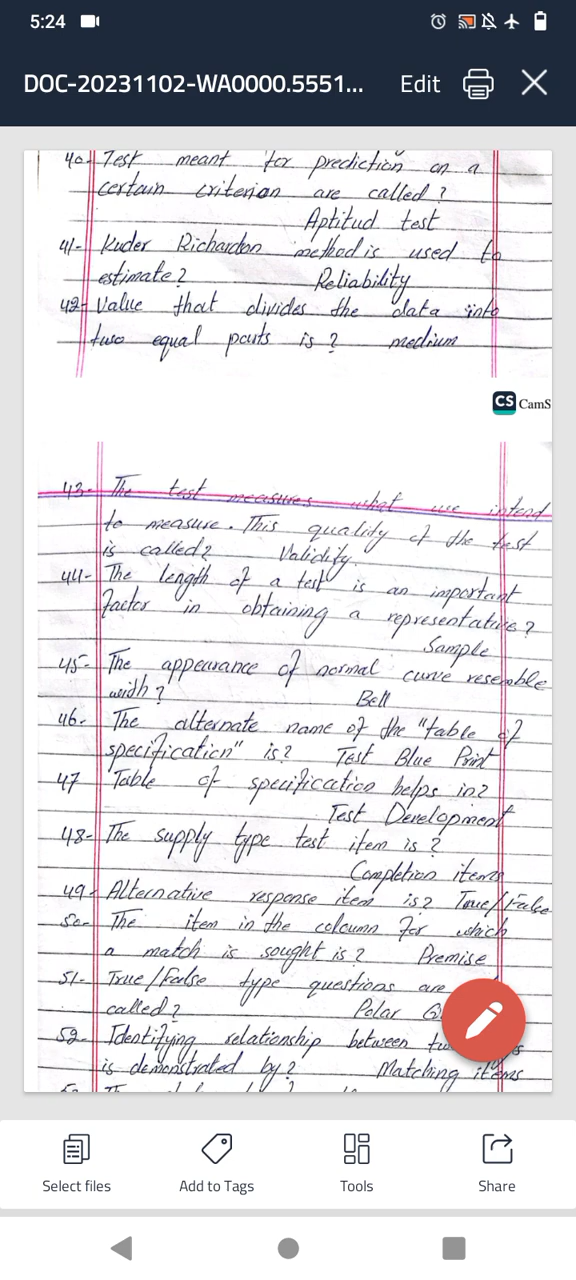 5:24
DOC-20231102-WA0000.5551...
Edit
40- Test meant for prediction on a
certain criterion are called?
Aptitud test
41- Kuder Richardon method is used to
estimate? Reliability
42- Value that divides the data into
two equal parts is? medium
CS CamS
43- The test measures what we intend
to measure. This quality of the test
is called? Validity.
44- The length of a test is an important
factor in obtaining a representative?
Sample
45- The appearance of normal curve resemble
with? Bell
46- The alternate name of the "table of
specification" is? Test Blue Print
47 Table of specification helps in?
Test Development
48- The supply type test item is?
Completion items
49- Alternative response item is? True/False
50- The item in the coloumn for which
a match is sought is? Premise
51- True/False type questions are
called? Polar
52- Identifying relationship between
is demonstrated by? Matching items
Select files
Add to Tags
Tools
Share